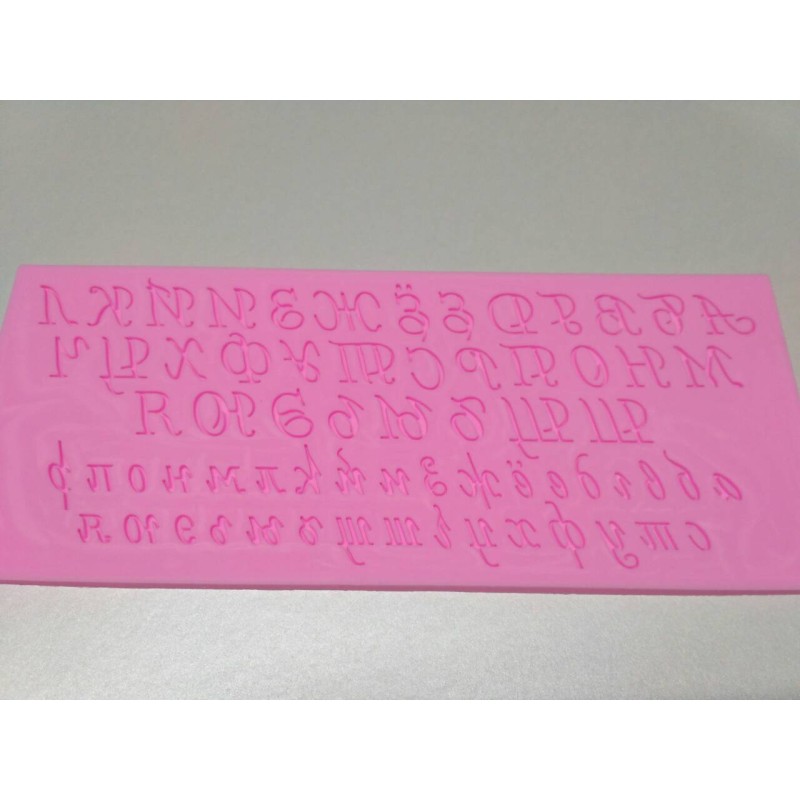 А Б В Г Д Е Ё Ж З И Й К Л
М Н О П Р С Т У Ф Х Ц Ч
Ш Щ Ъ Ы Ь Э Ю Я
а б в г д е ё ж з и й к л м н о п р
с т у ф х ц ч ш щ ъ ы ь э ю я